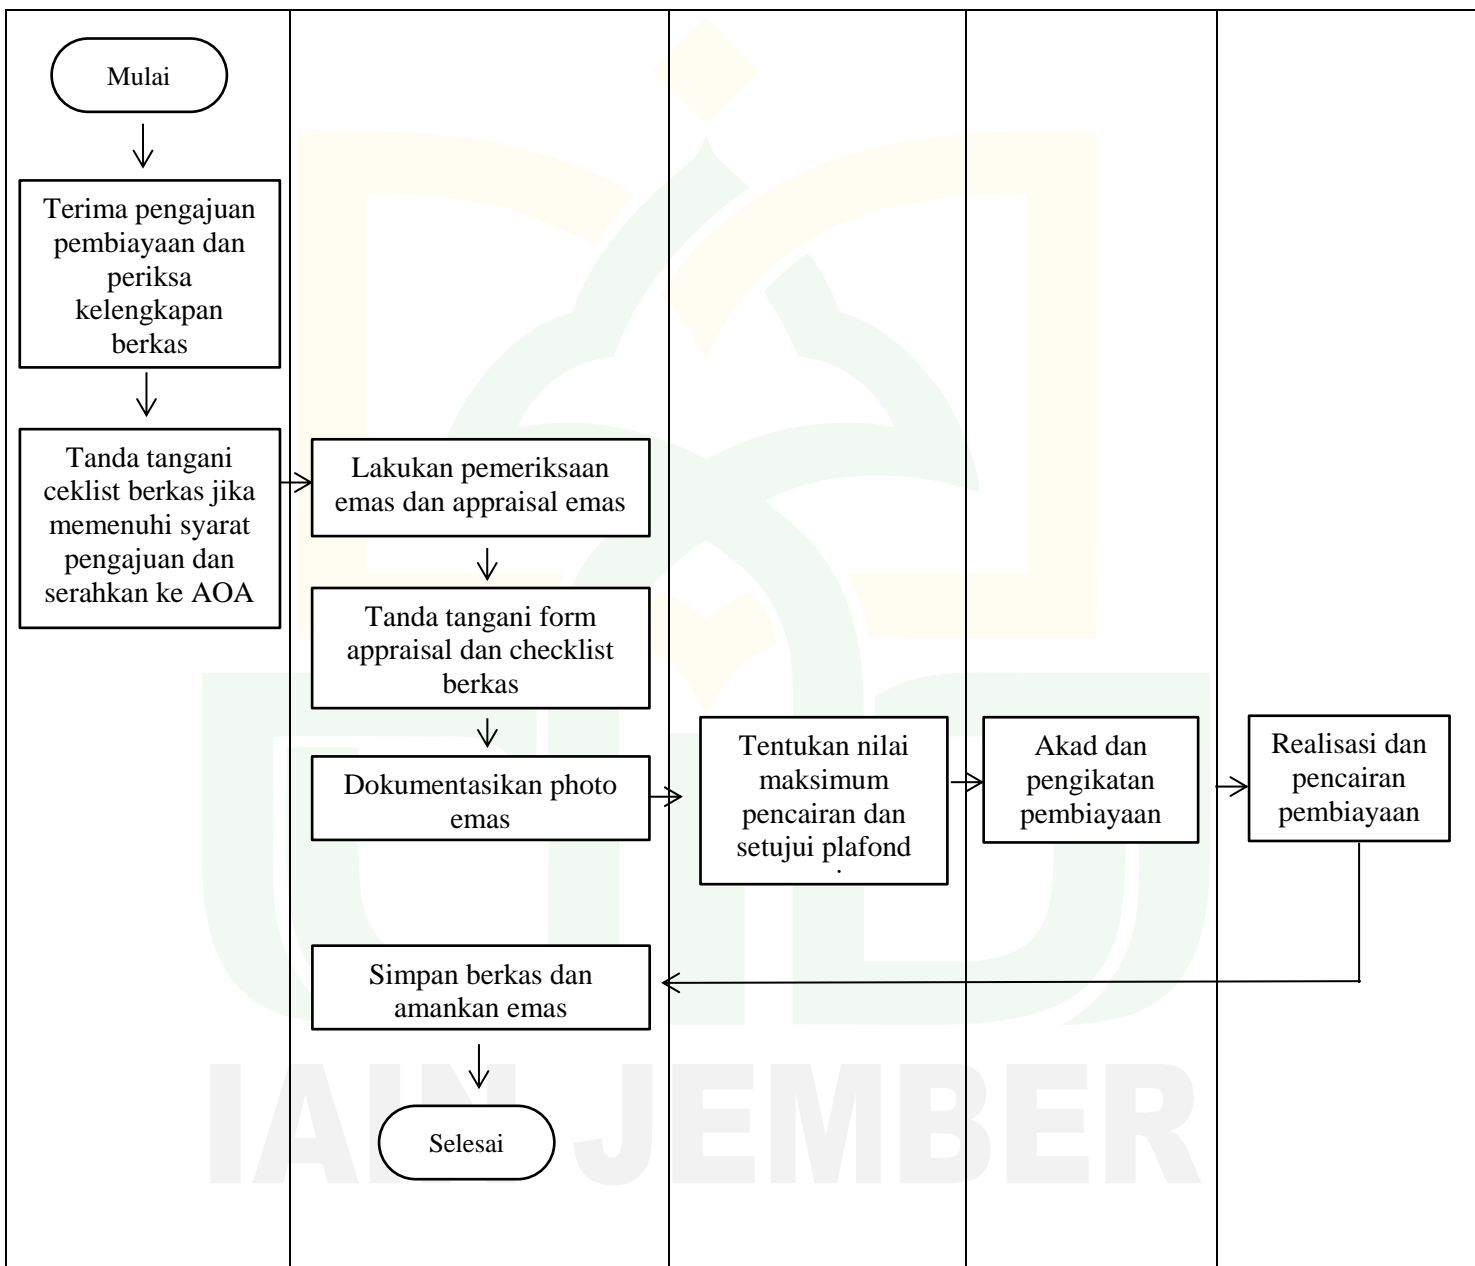 Mulai
Terima pengajuan
pembiayaan dan
periksa
kelengkapan
berkas
Tanda tangani
ceklist berkas jika
memenuhi syarat
pengajuan dan
serahkan ke AOA
Lakukan pemeriksaan
emas dan appraisal emas
Tanda tangani form
appraisal dan checklist
berkas
Dokumentasikan photo
emas
Tentukan nilai
maksimum
pencairan dan
setujui plafond
Akad dan
pengikatan
pembiayaan
Realisasi dan
pencairan
pembiayaan
Simpan berkas dan
amankan emas
Selesai
IAIN JEMBER